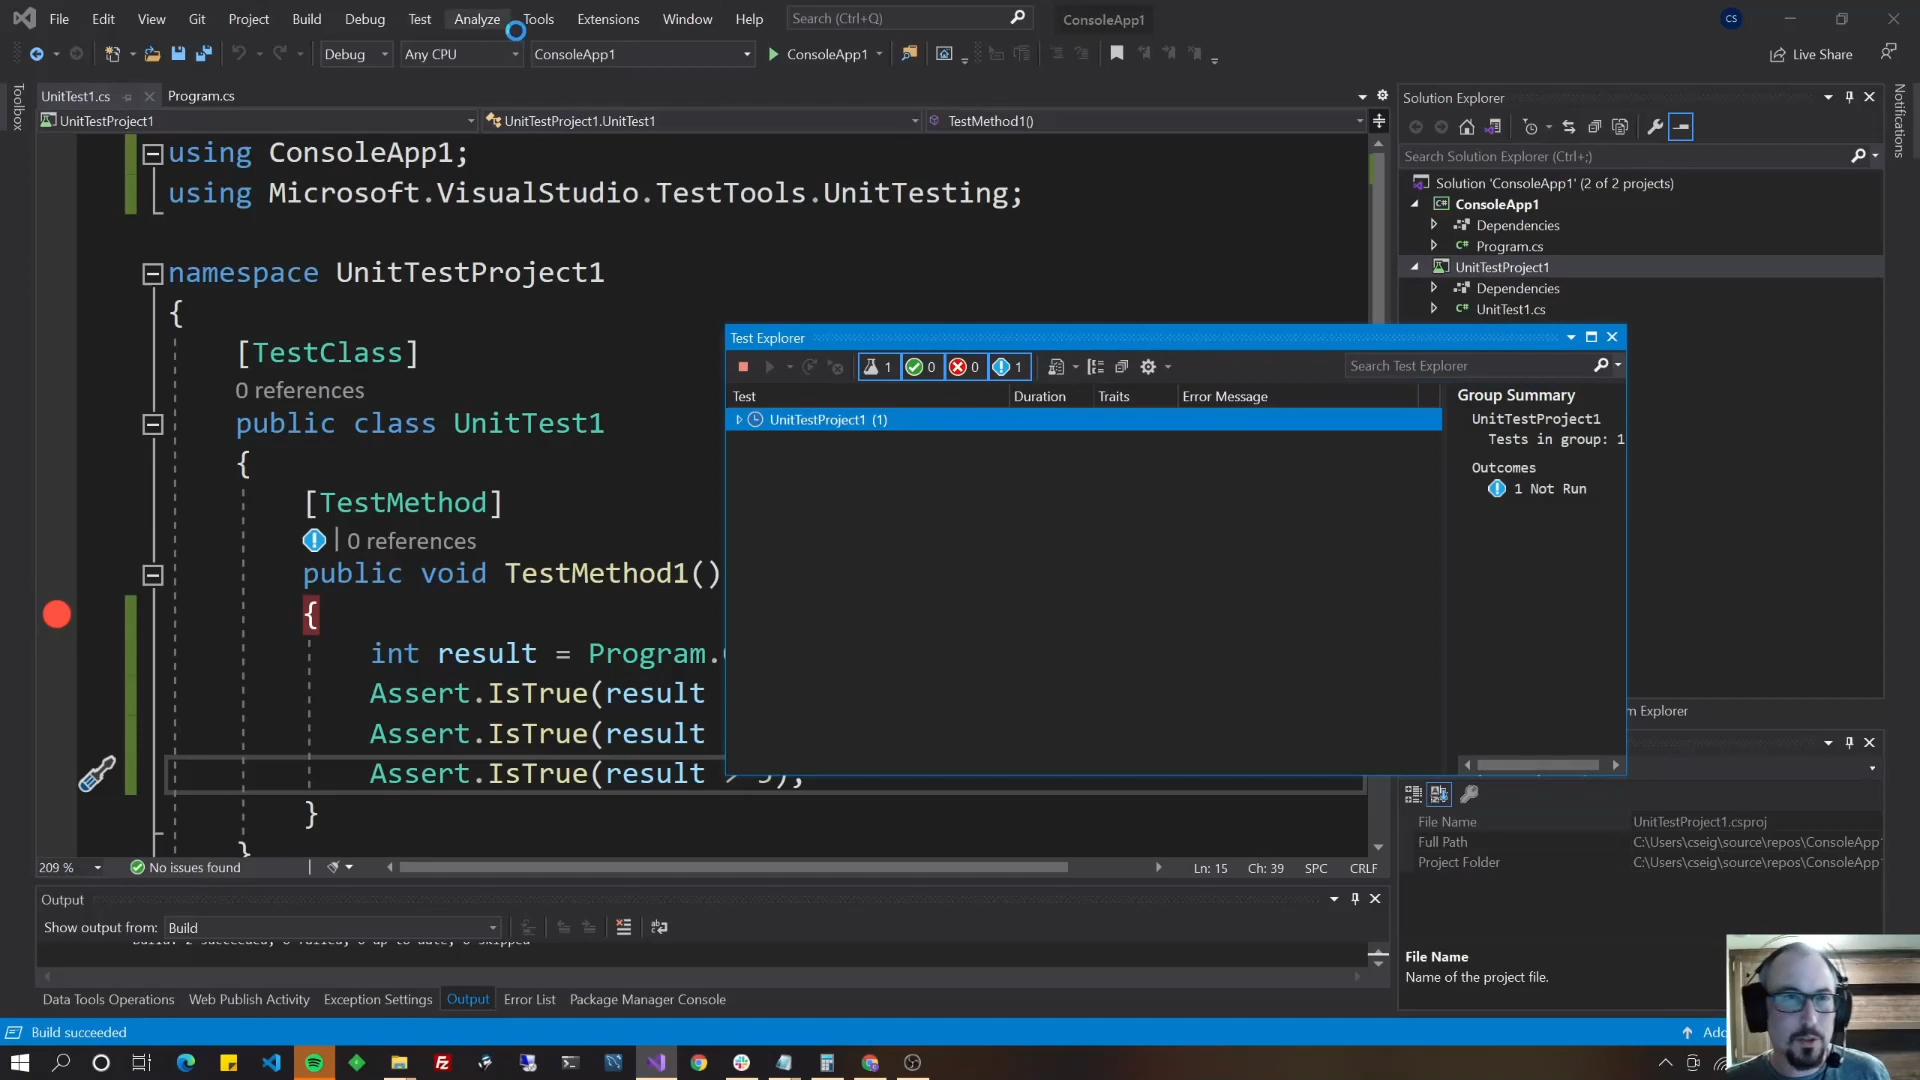 File Edit View Git Project Build Debug Test Analyze Tools Extensions Window Help Search (Ctrl+Q) ConsoleApp1 CS
Debug Any CPU ConsoleApp1 ConsoleApp1 Live Share
Toolbox
UnitTest1.cs Program.cs
UnitTestProject1 UnitTestProject1.UnitTest1 TestMethod1()
using ConsoleApp1;
using Microsoft.VisualStudio.TestTools.UnitTesting;
namespace UnitTestProject1
{
[TestClass]
0 references
public class UnitTest1
{
[TestMethod]
0 references
public void TestMethod1()
{
int result = Program.
Assert.IsTrue(result
Assert.IsTrue(result
Assert.IsTrue(result
}
}
Test Explorer
1 0 0 1 Search Test Explorer
Test Duration Traits Error Message
UnitTestProject1 (1)
Group Summary
UnitTestProject1
Tests in group: 1
Outcomes
1 Not Run
Solution Explorer
Search Solution Explorer (Ctrl+;)
Solution 'ConsoleApp1' (2 of 2 projects)
C# ConsoleApp1
Dependencies
C# Program.cs
UnitTestProject1
Dependencies
C# UnitTest1.cs
Notifications
m Explorer
File Name UnitTestProject1.csproj
Full Path C:\Users\cseig\source\repos\ConsoleApp1
Project Folder C:\Users\cseig\source\repos\ConsoleApp1
File Name
Name of the project file.
209 % No issues found Ln: 15 Ch: 39 SPC CRLF
Output
Show output from: Build
Data Tools Operations Web Publish Activity Exception Settings Output Error List Package Manager Console
Build succeeded